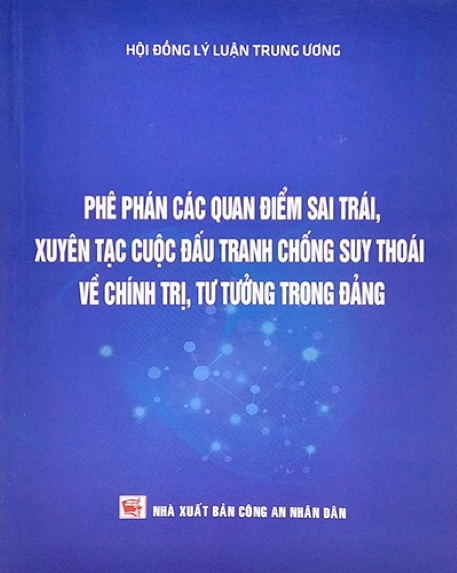 HỘI ĐỒNG LÝ LUẬN TRUNG ƯƠNG
PHÊ PHÁN CÁC QUAN ĐIỂM SAI TRÁI,
XUYÊN TẠC CUỘC ĐẤU TRANH CHỐNG SUY THOÁI
VỀ CHÍNH TRỊ, TƯ TƯỞNG TRONG ĐẢNG
NHÀ XUẤT BẢN CÔNG AN NHÂN DÂN